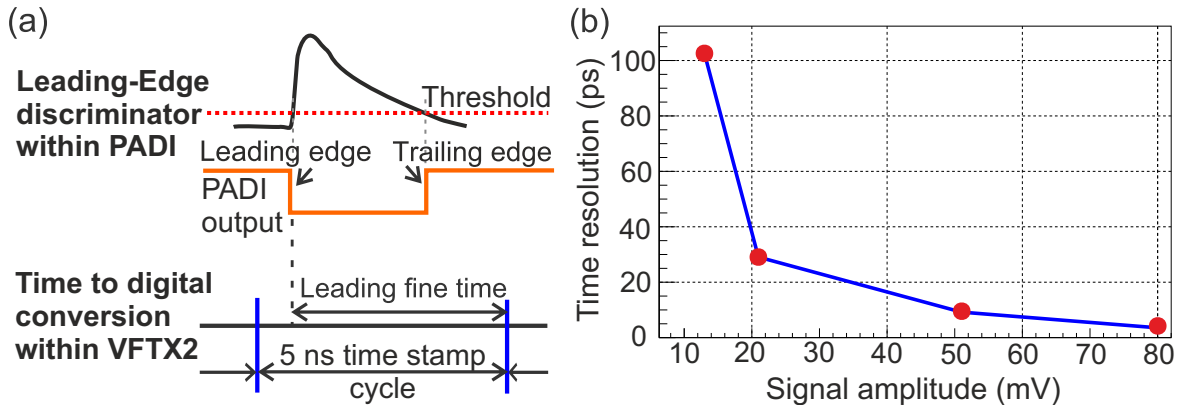 (a)
Leading-Edge
discriminator
within PADI
Threshold
Leading edge
Trailing edge
PADI
output
Time to digital
conversion
within VFTX2
Leading fine time
5 ns time stamp
cycle
(b)
Time resolution (ps)
100
80
60
40
20
0
10 20 30 40 50 60 70 80
Signal amplitude (mV)